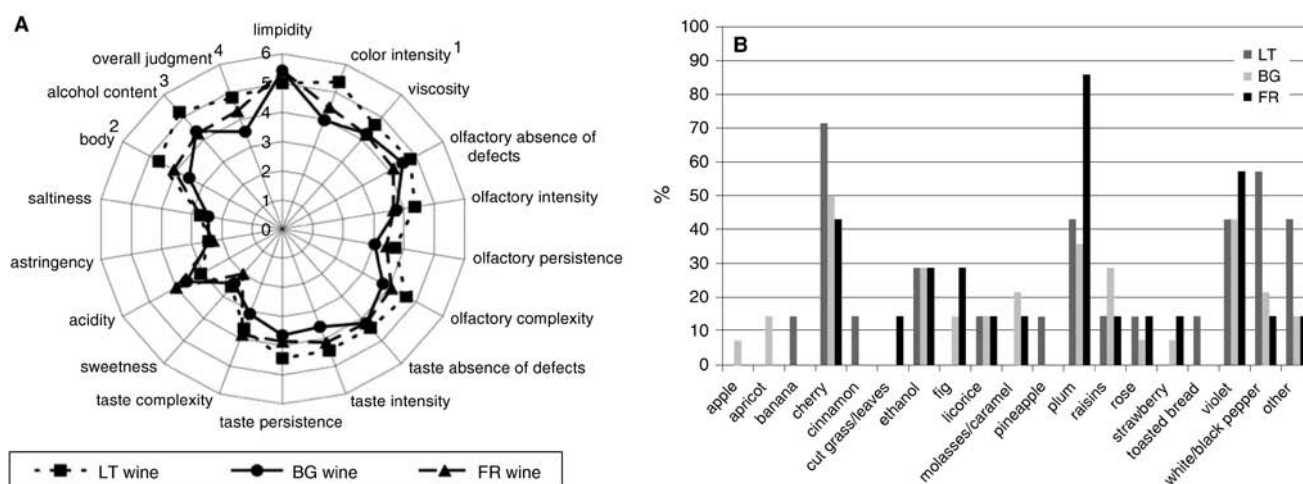 A
limpidity
color intensity 1
viscosity
olfactory absence of
defects
olfactory intensity
olfactory persistence
olfactory complexity
taste absence of defects
taste intensity
taste persistence
taste complexity
sweetness
acidity
astringency
saltiness
body 2
alcohol content 3
overall judgment 4
6
5
4
3
2
1
0
LT wine
BG wine
FR wine
B
LT
BG
FR
%
100
90
80
70
60
50
40
30
20
10
0
apple
apricot
banana
cherry
cinnamon
cut grass/leaves
ethanol
fig
licorice
molasses/caramel
pineapple
plum
raisins
rose
strawberry
toasted bread
violet
white/black pepper
other